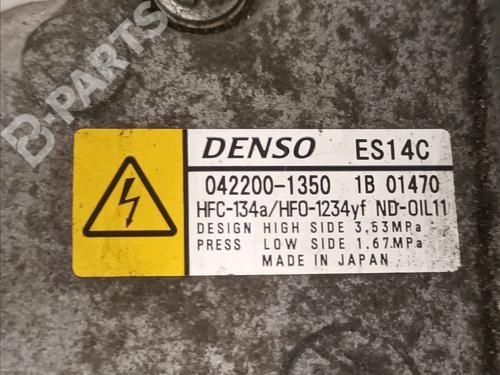 B-PARTS
DENSO ES14C
042200-1350 1B 01470
HFC-134a/HFO-1234yf ND-OIL11
DESIGN HIGH SIDE 3,53MPa
PRESS LOW SIDE 1.67MPa
MADE IN JAPAN